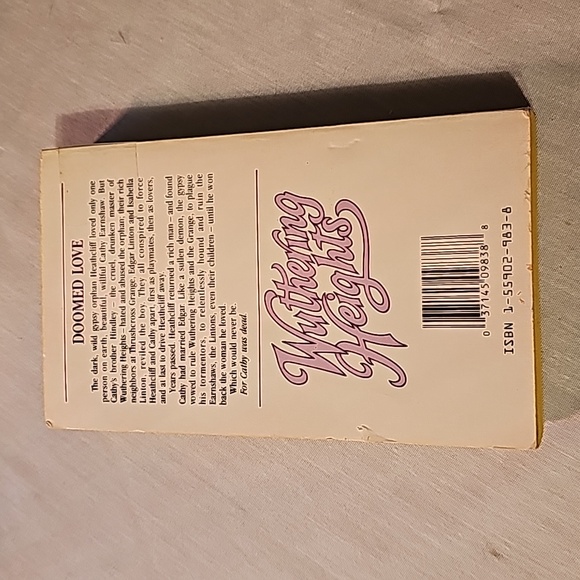 DOOMED LOVE
The dark, wild gypsy orphan Heathcliff loved only one
person on earth, beautiful, willful Cathy Earnshaw. But
Cathy's brother Hindley – the cruel, drunken master of
Wuthering Heights – hated and abused the orphan; their rich
neighbors at Thrushcross Grange, Edgar Linton and Isabella
Linton, reviled the boy. They all conspired to force
Heathcliff and Cathy apart, first as playmates, then as lovers,
and at last to drive Heathcliff away.
Years passed. Heathcliff returned a rich man – and found
Cathy had married Edgar. Like a sullen demon, the gypsy
vowed to rule Wuthering Heights and the Grange, to plague
his tormentors, to relentlessly hound and ruin the
Earnshaws, the Lintons, even their children – until he won
back the woman he loved.
Which would never be.
For Cathy was dead.
Wuthering
Heights
0 37145 09838 8
ISBN 1-55902-983-8